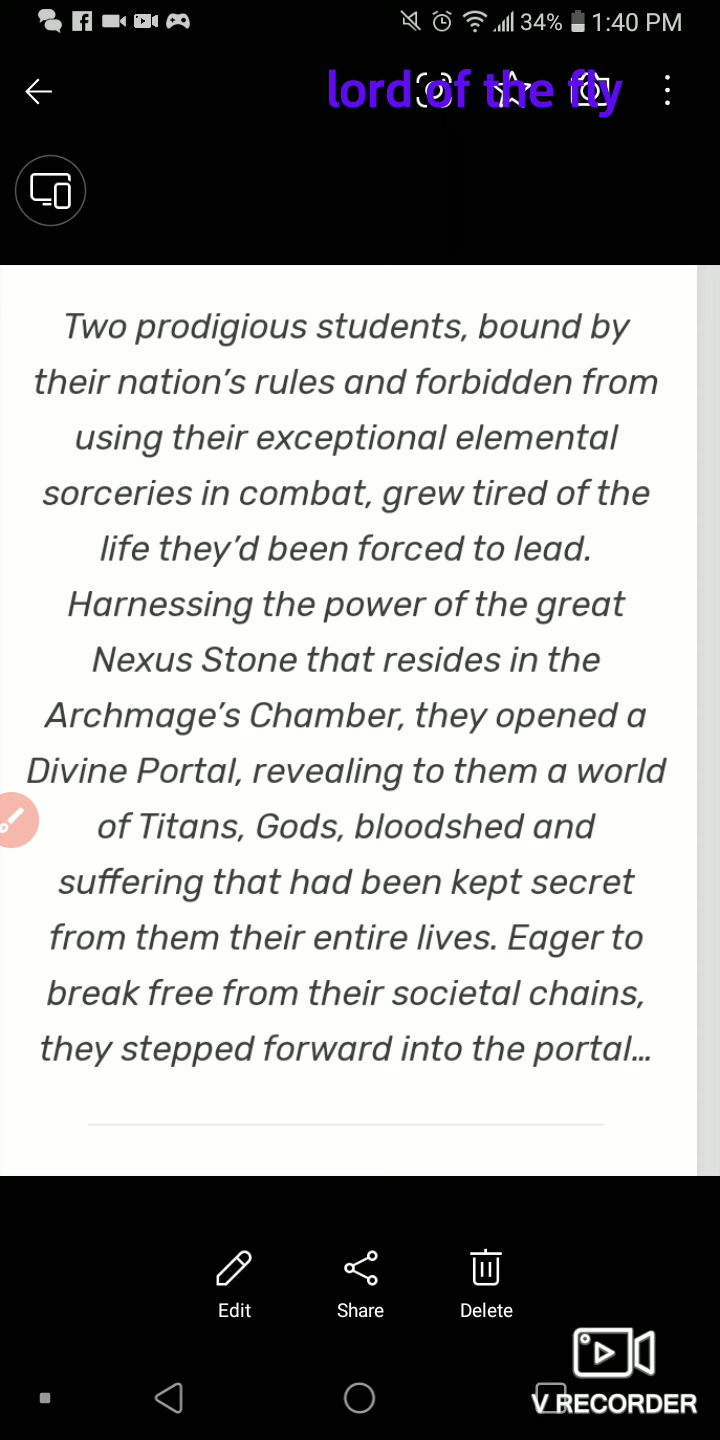 34% 1:40 PM
lord of the fly
Two prodigious students, bound by
their nation's rules and forbidden from
using their exceptional elemental
sorceries in combat, grew tired of the
life they'd been forced to lead.
Harnessing the power of the great
Nexus Stone that resides in the
Archmage's Chamber, they opened a
Divine Portal, revealing to them a world
of Titans, Gods, bloodshed and
suffering that had been kept secret
from them their entire lives. Eager to
break free from their societal chains,
they stepped forward into the portal...
Edit Share Delete
V RECORDER